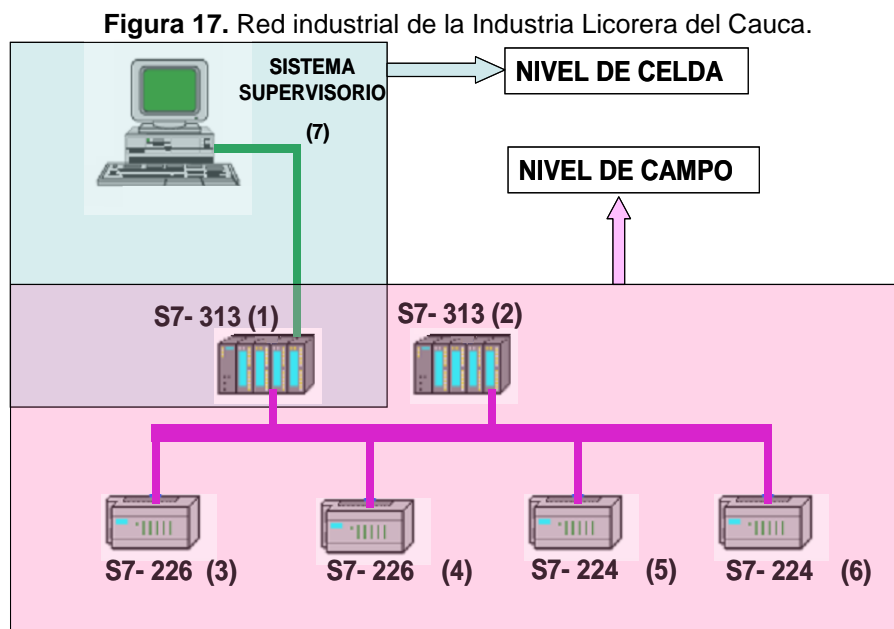 Figura 17. Red industrial de la Industria Licorera del Cauca.
SISTEMA
SUPERVISORIO
(7)
NIVEL DE CELDA
NIVEL DE CAMPO
S7- 313 (1)
S7- 313 (2)
S7- 226 (3)
S7- 226 (4)
S7- 224 (5)
S7- 224 (6)